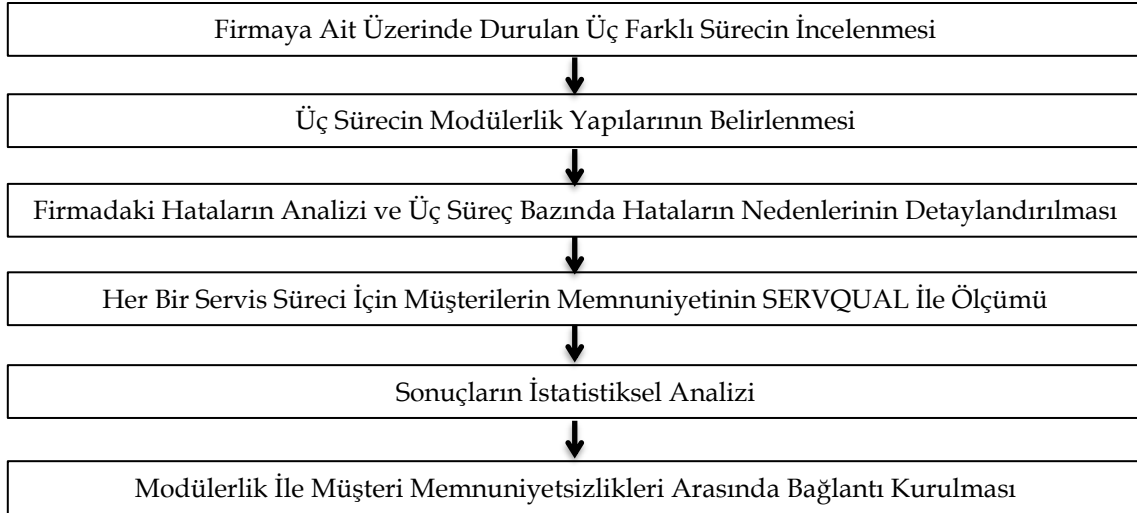 Firmaya Ait Üzerinde Durulan Üç Farklı Sürecin İncelenmesi
Üç Sürecin Modülerlik Yapılarının Belirlenmesi
Firmadaki Hataların Analizi ve Üç Süreç Bazında Hataların Nedenlerinin Detaylandırılması
Her Bir Servis Süreci İçin Müşterilerin Memnuniyetinin SERVQUAL İle Ölçümü
Sonuçların İstatistiksel Analizi
Modülerlik İle Müşteri Memnuniyetsizlikleri Arasında Bağlantı Kurulması